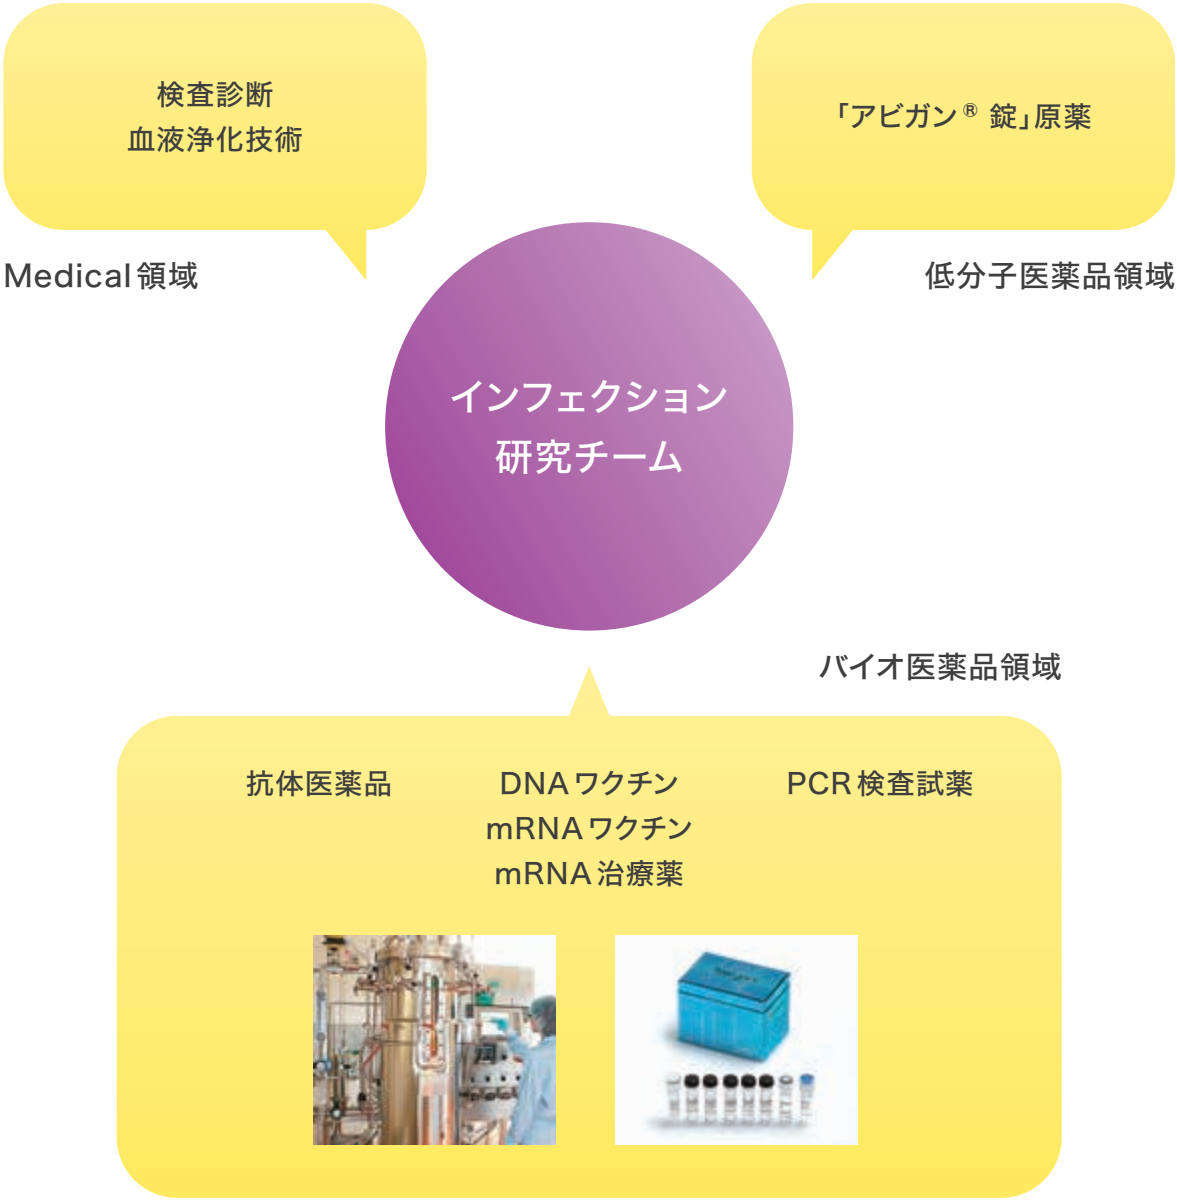 検査診断
血液浄化技術
Medical領域
「アビガン® 錠」原薬
低分子医薬品領域
インフェクション
研究チーム
バイオ医薬品領域
抗体医薬品
DNAワクチン
mRNAワクチン
mRNA治療薬
PCR検査試薬